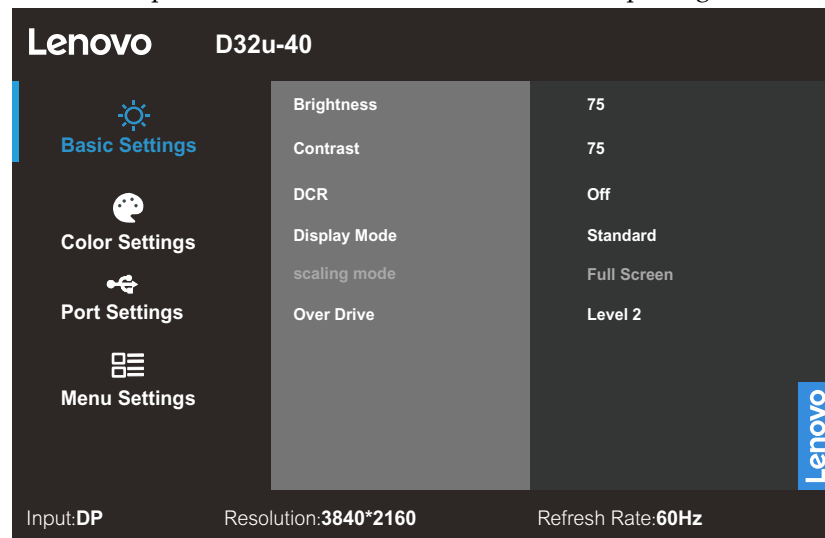 Lenovo D32u-40
Basic Settings
Color Settings
Port Settings
Menu Settings
Brightness 75
Contrast 75
DCR Off
Display Mode Standard
scaling mode Full Screen
Over Drive Level 2
Lenovo
Input:DP Resolution:3840*2160 Refresh Rate:60Hz